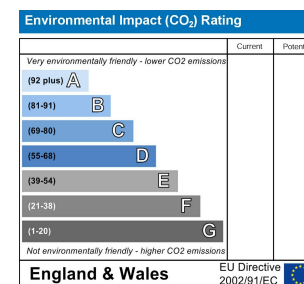 Environmental Impact (CO₂) Rating
Current Poten
Very environmentally friendly - lower CO2 emissions
(92 plus) A
(81-91) B
(69-80) C
(55-68) D
(39-54) E
(21-38) F
(1-20) G
Not environmentally friendly - higher CO2 emissions
England & Wales
EU Directive
2002/91/EC